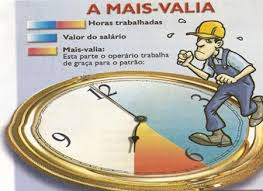 A MAIS-VALIA
Horas trabalhadas
Valor do salário
Mais-valia:
Esta parte o operário trabalha
de graça para o patrão:
12
3
6
9